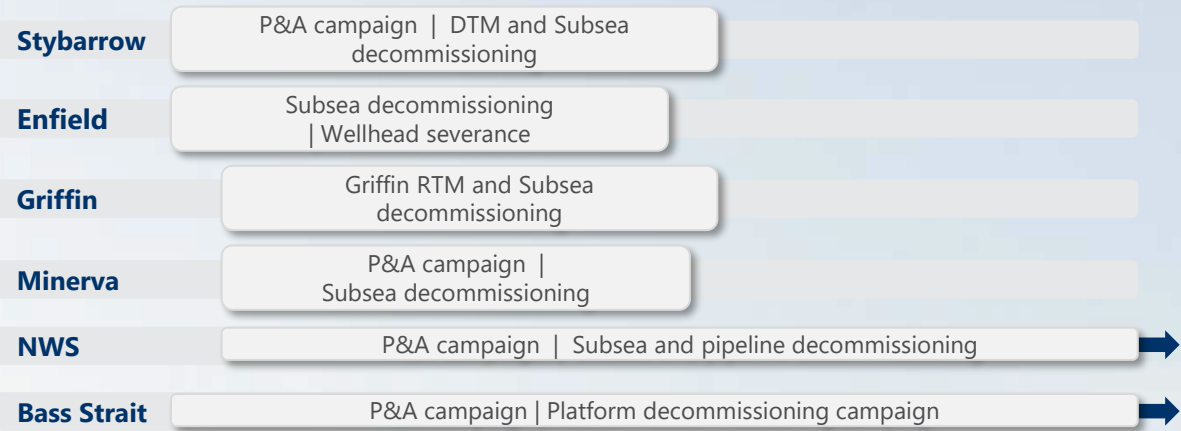 Stybarrow
P&A campaign | DTM and Subsea
decommissioning
Enfield
Subsea decommissioning
| Wellhead severance
Griffin
Griffin RTM and Subsea
decommissioning
Minerva
P&A campaign |
Subsea decommissioning
NWS
P&A campaign | Subsea and pipeline decommissioning
Bass Strait
P&A campaign | Platform decommissioning campaign